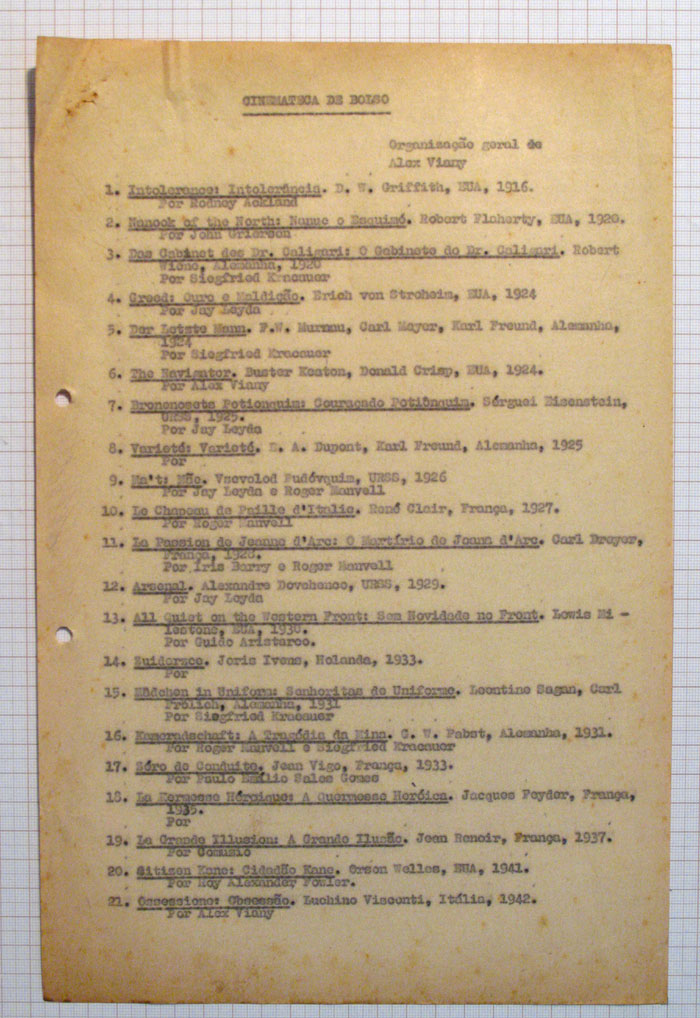 CINEMATECA DE BOLSO
Organização geral de
Alex Viany
1. Intolerance: Intolerância. D. W. Griffith, EUA, 1916.
Por Rodney Ackland
2. Nanook of the North: Nanuc o Esquimó. Robert Flaherty, EUA, 1920.
Por John Grierson
3. Das Cabinet des Dr. Caligari: O Gabinete do Dr. Caligari. Robert
Wiene, Alemanha, 1920
Por Siegfried Kracauer
4. Greed: Ouro e Maldição. Erich von Stroheim, EUA, 1924
Por Jay Leyda
5. Der Letzte Mann. F.W. Murnau, Carl Mayer, Karl Freund, Alemanha,
1924
Por Siegfried Kracauer
6. The Navigator. Buster Keaton, Donald Crisp, EUA, 1924.
Por Alex Viany
7. Bronenosets Potionquim: Couraçado Potiônquim. Sérguei Eisenstein,
URSS, 1925.
Por Jay Leyda
8. Varieté: Varieté. E. A. Dupont, Karl Freund, Alemanha, 1925
Por
9. Ma't: Mãe. Vsevolod Pudóvquim, URSS, 1926
Por Jay Leyda e Roger Manvell
10. Le Chapeau de Paille d'Italie. René Clair, França, 1927.
Por Roger Manvell
11. La Passion de Jeanne d'Arc: O Martírio de Joana d'Arc. Carl Dreyer,
França, 1928.
Por Iris Barry e Roger Manvell
12. Arsenal. Alexandre Dovchenco, URSS, 1929.
Por Jay Leyda
13. All Quiet on the Western Front: Sem Novidade no Front. Lewis Mi -
lestone, EUA, 1930.
Por Guido Aristarco.
14. Zuiderzee. Joris Ivens, Holanda, 1933.
Por
15. Mädchen in Uniform: Senhoritas de Uniforme. Leontine Sagan, Carl
Frölich, Alemanha, 1931
Por Siegfried Kracauer
16. Kameradschaft: A Tragédia da Mina. G. W. Pabst, Alemanha, 1931.
Por Roger Manvell e Siegfried Kracauer
17. Zéro de Conduite. Jean Vigo, França, 1933.
Por Paulo Emílio Sales Gomes
18. La Kermesse Héroique: A Quermesse Heróica. Jacques Feyder, França,
1935.
Por
19. La Grande Illusion: A Grande Ilusão. Jean Renoir, França, 1937.
Por Comuzio
20. Sitizen Kane: Cidadão Kane. Orson Welles, EUA, 1941.
Por Roy Alexander Fowler.
21. Ossessione: Obsessão. Luchino Visconti, Itália, 1942.
Por Alex Viany